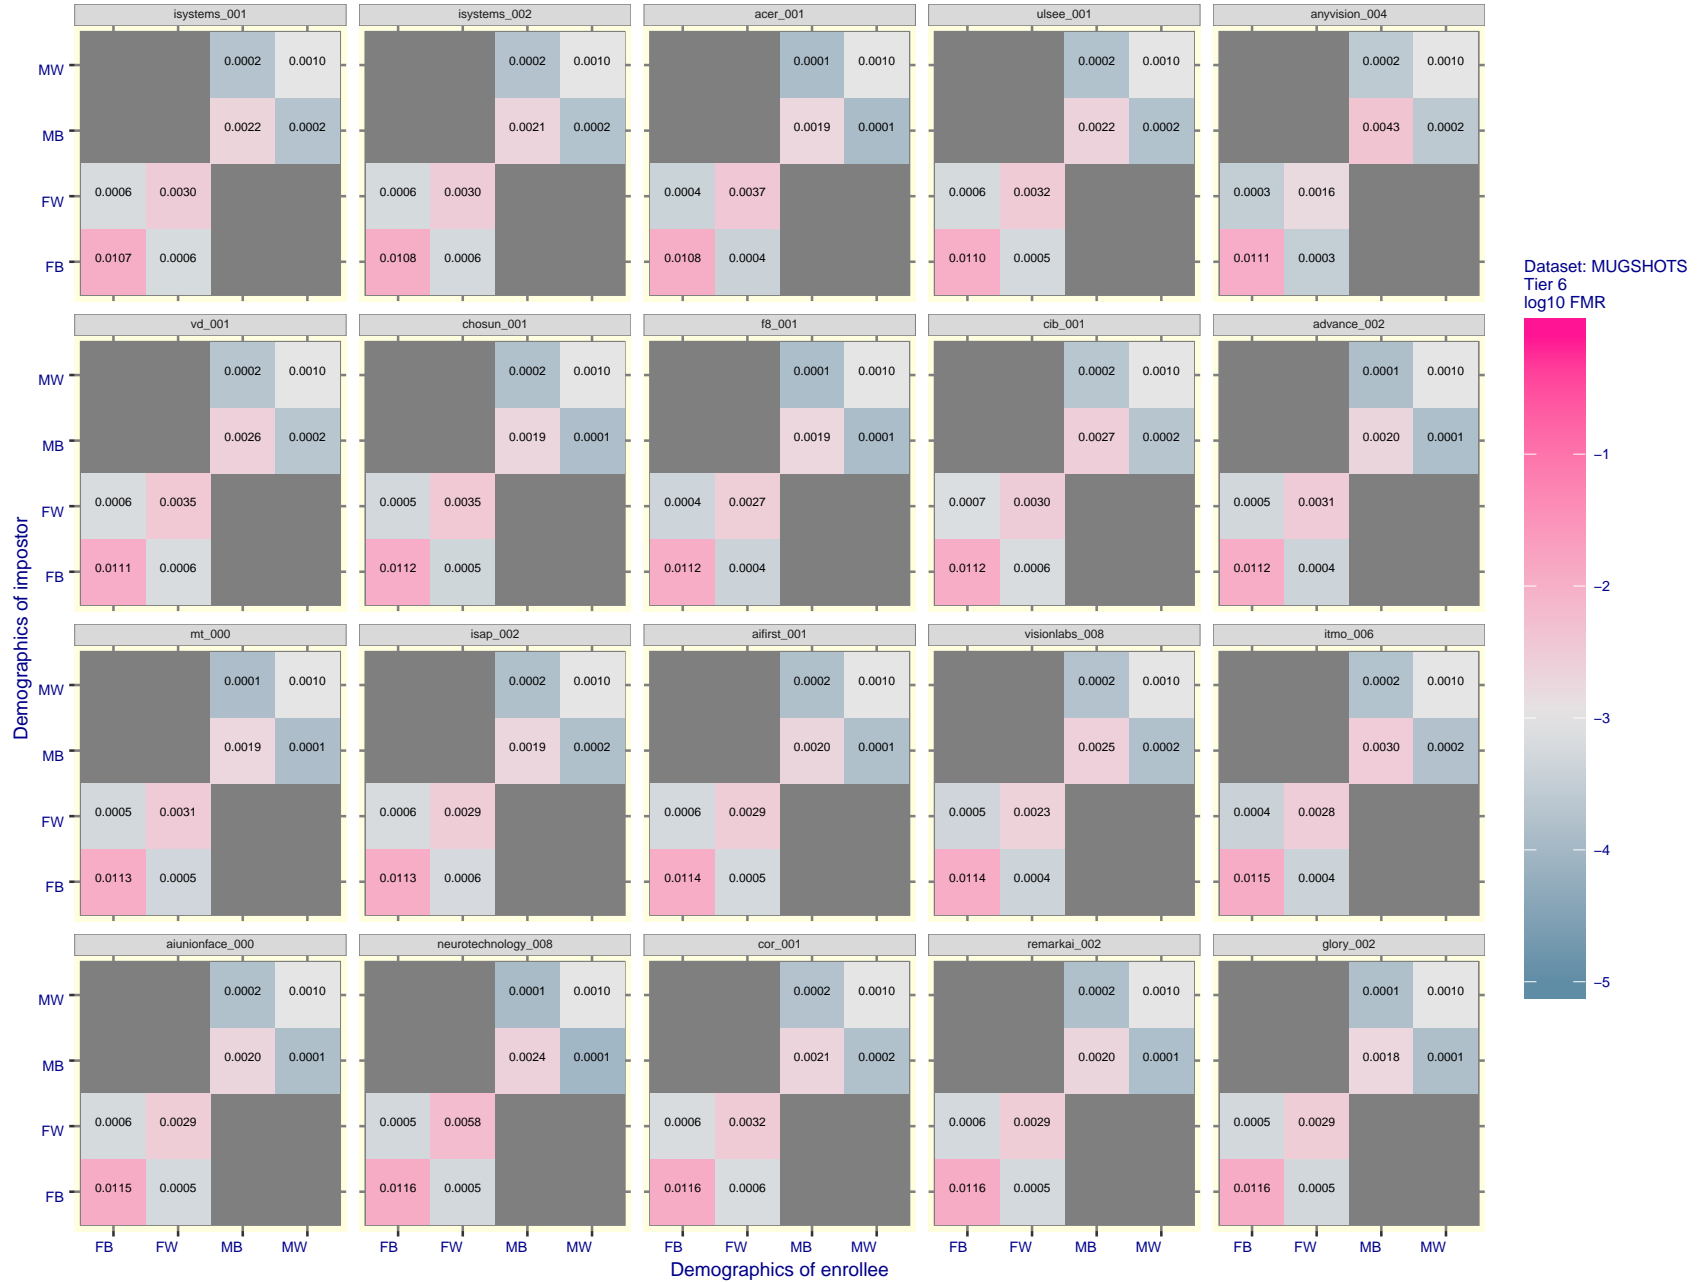 isystems_001 isystems_002 acer_001 ulsee_001 anyvision_004
MW 0.0002 0.0010 0.0002 0.0010 0.0001 0.0010 0.0002 0.0010 0.0002 0.0010
MB 0.0022 0.0002 0.0021 0.0002 0.0019 0.0001 0.0022 0.0002 0.0043 0.0002
FW 0.0006 0.0030 0.0006 0.0030 0.0004 0.0037 0.0006 0.0032 0.0003 0.0016
FB 0.0107 0.0006 0.0108 0.0006 0.0108 0.0004 0.0110 0.0005 0.0111 0.0003
vd_001 chosun_001 f8_001 cib_001 advance_002
MW 0.0002 0.0010 0.0002 0.0010 0.0001 0.0010 0.0002 0.0010 0.0001 0.0010
MB 0.0026 0.0002 0.0019 0.0001 0.0019 0.0001 0.0027 0.0002 0.0020 0.0001
FW 0.0006 0.0035 0.0005 0.0035 0.0004 0.0027 0.0007 0.0030 0.0005 0.0031
FB 0.0111 0.0006 0.0112 0.0005 0.0112 0.0004 0.0112 0.0006 0.0112 0.0004
mt_000 isap_002 aifirst_001 visionlabs_008 itmo_006
MW 0.0001 0.0010 0.0002 0.0010 0.0002 0.0010 0.0002 0.0010 0.0002 0.0010
MB 0.0019 0.0001 0.0019 0.0002 0.0020 0.0001 0.0025 0.0002 0.0030 0.0002
FW 0.0005 0.0031 0.0006 0.0029 0.0006 0.0029 0.0005 0.0023 0.0004 0.0028
FB 0.0113 0.0005 0.0113 0.0006 0.0114 0.0005 0.0114 0.0004 0.0115 0.0004
aiunionface_000 neurotechnology_008 cor_001 remarkai_002 glory_002
MW 0.0002 0.0010 0.0001 0.0010 0.0002 0.0010 0.0002 0.0010 0.0001 0.0010
MB 0.0020 0.0001 0.0024 0.0001 0.0021 0.0002 0.0020 0.0001 0.0018 0.0001
FW 0.0006 0.0029 0.0005 0.0058 0.0006 0.0032 0.0006 0.0029 0.0005 0.0029
FB 0.0115 0.0005 0.0116 0.0005 0.0116 0.0006 0.0116 0.0005 0.0116 0.0005
FB FW MB MW FB FW MB MW FB FW MB MW FB FW MB MW FB FW MB MW
Demographics of enrollee
Demographics of impostor
Dataset: MUGSHOTS
Tier 6
log10 FMR
−1
−2
−3
−4
−5